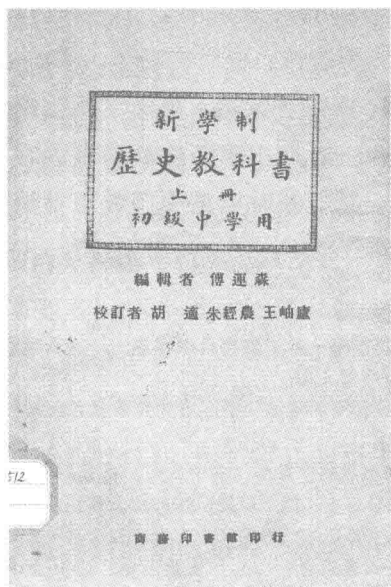 新學制
歷史教科書
上冊
初級中學用
編輯者 傅運森
校訂者 胡適 朱經農 王岫廬
512
商務印書館印行